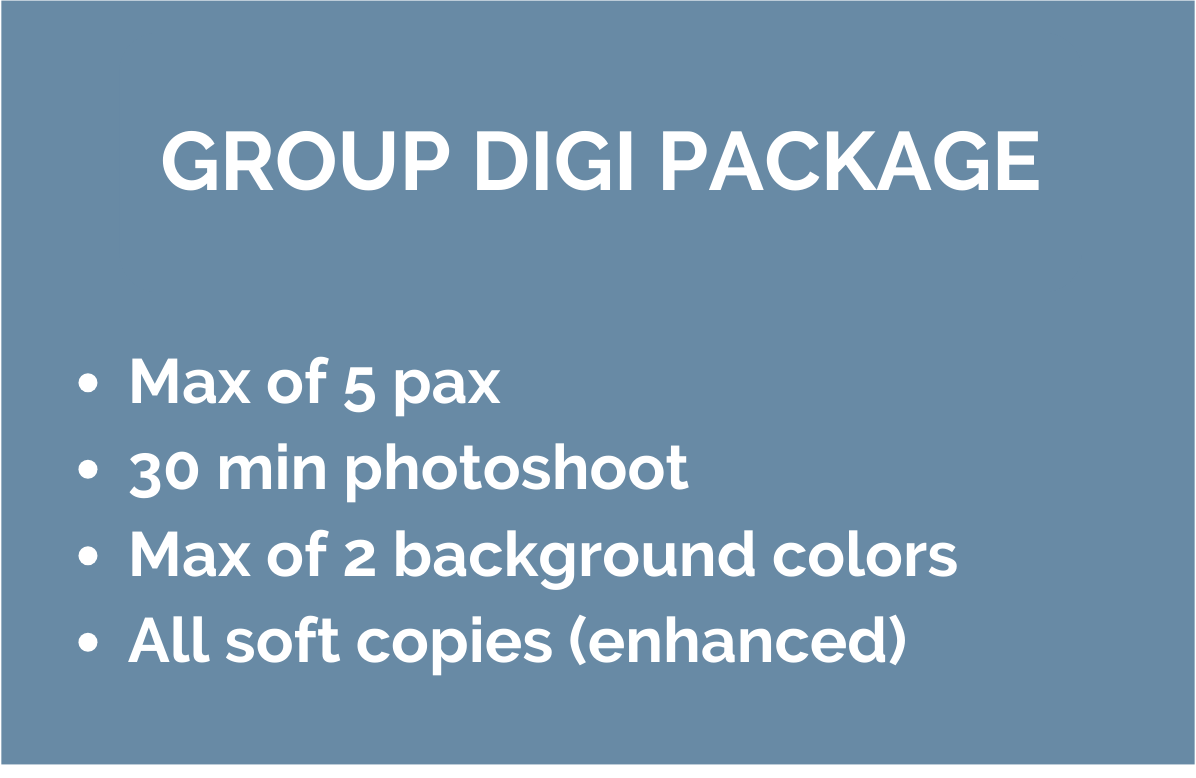 GROUP DIGI PACKAGE
• Max of 5 pax
• 30 min photoshoot
• Max of 2 background colors
• All soft copies (enhanced)